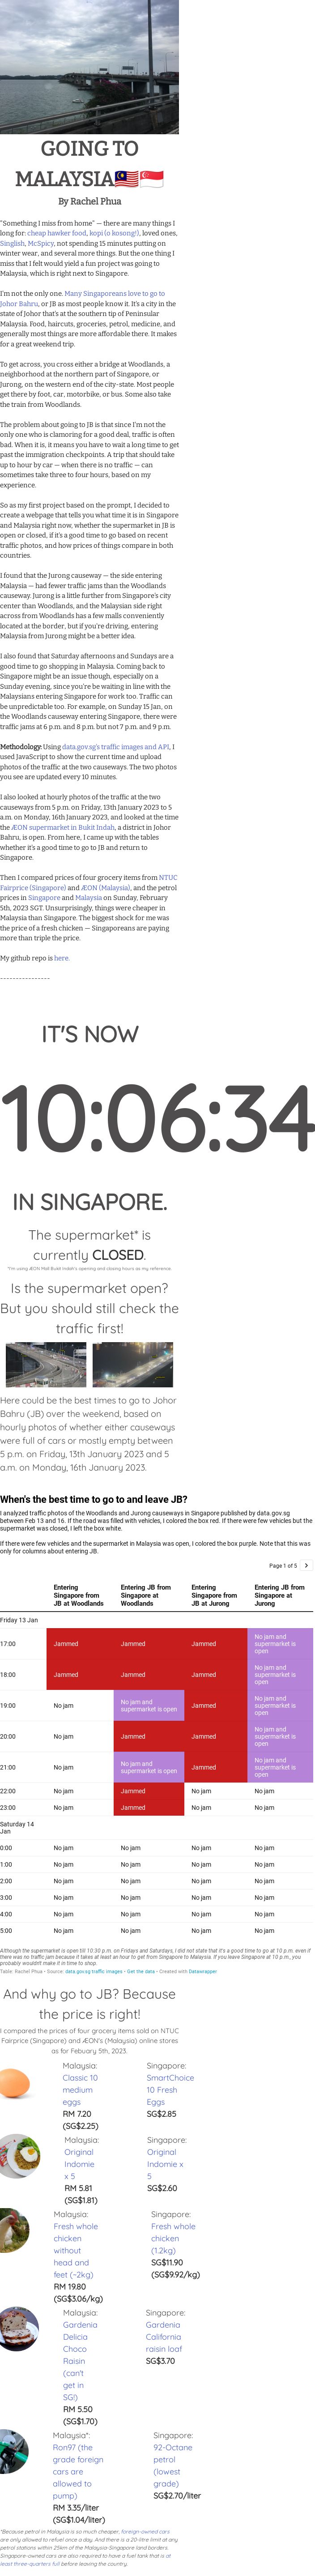 GOING TO
MALAYSIA🇲🇾🇸🇬
By Rachel Phua
"Something I miss from home" — there are many things I
long for: cheap hawker food, kopi (o kosong!), loved ones,
Singlish, McSpicy, not spending 15 minutes putting on
winter wear, and several more things. But the one thing I
miss that I felt would yield a fun project was going to
Malaysia, which is right next to Singapore.
I'm not the only one. Many Singaporeans love to go to
Johor Bahru, or JB as most people know it. It's a city in the
state of Johor that's at the southern tip of Peninsular
Malaysia. Food, haircuts, groceries, petrol, medicine, and
generally most things are more affordable there. It makes
for a great weekend trip.
To get across, you cross either a bridge at Woodlands, a
neighborhood at the northern part of Singapore, or
Jurong, on the western end of the city-state. Most people
get there by foot, car, motorbike, or bus. Some also take
the train from Woodlands.
The problem about going to JB is that since I'm not the
only one who is clamoring for a good deal, traffic is often
bad. When it is, it means you have to wait a long time to get
past the immigration checkpoints. A trip that should take
up to hour by car — when there is no traffic — can
sometimes take three to four hours, based on my
experience.
So as my first project based on the prompt, I decided to
create a webpage that tells you what time it is in Singapore
and Malaysia right now, whether the supermarket in JB is
open or closed, if it's a good time to go based on recent
traffic photos, and how prices of things compare in both
countries.
I found that the Jurong causeway — the side entering
Malaysia — had fewer traffic jams than the Woodlands
causeway. Jurong is a little further from Singapore's city
center than Woodlands, and the Malaysian side right
across from Woodlands has a few malls conveniently
located at the border, but if you're driving, entering
Malaysia from Jurong might be a better idea.
I also found that Saturday afternoons and Sundays are a
good time to go shopping in Malaysia. Coming back to
Singapore might be an issue though, especially on a
Sunday evening, since you're be waiting in line with the
Malaysians entering Singapore for work too. Traffic can
be unpredictable too. For example, on Sunday 15 Jan, on
the Woodlands causeway entering Singapore, there were
traffic jams at 6 p.m. and 8 p.m. but not 7 p.m. and 9 p.m.
Methodology: Using data.gov.sg's traffic images and API, I
used JavaScript to show the current time and upload
photos of the traffic at the two causeways. The two photos
you see are updated every 10 minutes.
I also looked at hourly photos of the traffic at the two
causeways from 5 p.m. on Friday, 13th January 2023 to 5
a.m. on Monday, 16th January 2023, and looked at the time
the ÆON supermarket in Bukit Indah, a district in Johor
Bahru, is open. From here, I came up with the tables
whether it's a good time to go to JB and return to
Singapore.
Then I compared prices of four grocery items from NTUC
Fairprice (Singapore) and ÆON (Malaysia), and the petrol
prices in Singapore and Malaysia on Sunday, February
5th, 2023 SGT. Unsurprisingly, things were cheaper in
Malaysia than Singapore. The biggest shock for me was
the price of a fresh chicken — Singaporeans are paying
more than triple the price.
My github repo is here.
----------------
IT'S NOW
10:06:34
IN SINGAPORE.
The supermarket* is
currently CLOSED.
*I'm using ÆON Mall Bukit Indah's opening and closing hours as my reference.
Is the supermarket open?
But you should still check the
traffic first!
Here could be the best times to go to Johor
Bahru (JB) over the weekend, based on
hourly photos of whether either causeways
were full of cars or mostly empty between
5 p.m. on Friday, 13th January 2023 and 5
a.m. on Monday, 16th January 2023.
When's the best time to go to and leave JB?
I analyzed traffic photos of the Woodlands and Jurong causeways in Singapore published by data.gov.sg
between Feb 13 and 16. If the road was filled with vehicles, I colored the box red. If there were few vehicles but the
supermarket was closed, I left the box white.
If there were few vehicles and the supermarket in Malaysia was open, I colored the box purple. Note that this was
only for columns about entering JB.
Page 1 of 5 >
Entering Singapore from JB at Woodlands
Entering JB from Singapore at Woodlands
Entering Singapore from JB at Jurong
Entering JB from Singapore at Jurong
Friday 13 Jan
17:00 Jammed Jammed Jammed No jam and supermarket is open
18:00 Jammed Jammed Jammed No jam and supermarket is open
19:00 No jam No jam and supermarket is open Jammed No jam and supermarket is open
20:00 No jam Jammed Jammed No jam and supermarket is open
21:00 No jam No jam and supermarket is open Jammed No jam and supermarket is open
22:00 No jam Jammed No jam No jam
23:00 No jam Jammed No jam No jam
Saturday 14
Jan
0:00 No jam No jam No jam No jam
1:00 No jam No jam No jam No jam
2:00 No jam No jam No jam No jam
3:00 No jam No jam No jam No jam
4:00 No jam No jam No jam No jam
5:00 No jam No jam No jam No jam
Although the supermarket is open till 10:30 p.m. on Fridays and Saturdays, I did not state that it's a good time to go at 10 p.m. even if
there was no traffic jam because it takes at least an hour to get from Singapore to Malaysia. If you leave Singapore at 10 p.m., you
probably wouldn't make it in time to shop.
Table: Rachel Phua • Source: data.gov.sg traffic images • Get the data • Created with Datawrapper
And why go to JB? Because
the price is right!
I compared the prices of four grocery items sold on NTUC
Fairprice (Singapore) and ÆON's (Malaysia) online stores
as for Febuary 5th, 2023.
Malaysia:
Classic 10
medium
eggs
RM 7.20
(SG$2.25)
Singapore:
SmartChoice
10 Fresh
Eggs
SG$2.85
Malaysia:
Original
Indomie
x 5
RM 5.81
(SG$1.81)
Singapore:
Original
Indomie x
5
SG$2.60
Malaysia:
Fresh whole
chicken
without
head and
feet (~2kg)
RM 19.80
(SG$3.06/kg)
Singapore:
Fresh whole
chicken
(1.2kg)
SG$11.90
(SG$9.92/kg)
Malaysia:
Gardenia
Delicia
Choco
Raisin
(can't
get in
SG!)
RM 5.50
(SG$1.70)
Singapore:
Gardenia
California
raisin loaf
SG$3.70
Malaysia*:
Ron97 (the
grade foreign
cars are
allowed to
pump)
RM 3.35/liter
(SG$1.04/liter)
Singapore:
92-Octane
petrol
(lowest
grade)
SG$2.70/liter
*Because petrol in Malaysia is so much cheaper, foreign-owned cars
are only allowed to refuel once a day. And there is a 20-litre limit at any
petrol stations within 25km of the Malaysia-Singapore land borders.
Singapore-owned cars are also required to have a fuel tank that is at
least three-quarters full before leaving the country.